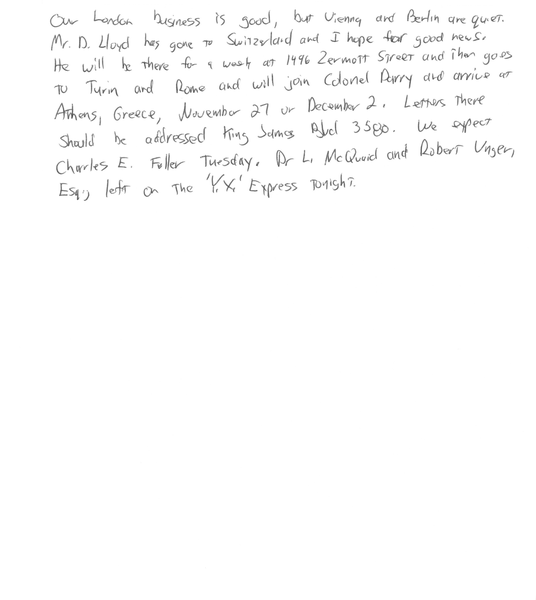 Our London business is good, but Vienna and Berlin are quiet.
Mr. D. Lloyd has gone to Switzerland and I hope for good news.
He will be there for a week at 1496 Zermott Street and then goes
to Turin and Rome and will join Colonel Parry and arrive at
Athens, Greece, November 27 or December 2. Letters there
should be addressed King James Blvd 3580. We expect
Charles E. Fuller Tuesday. Dr L. McQuaid and Robert Unger,
Esq., left on the 'Y.X.' Express tonight.